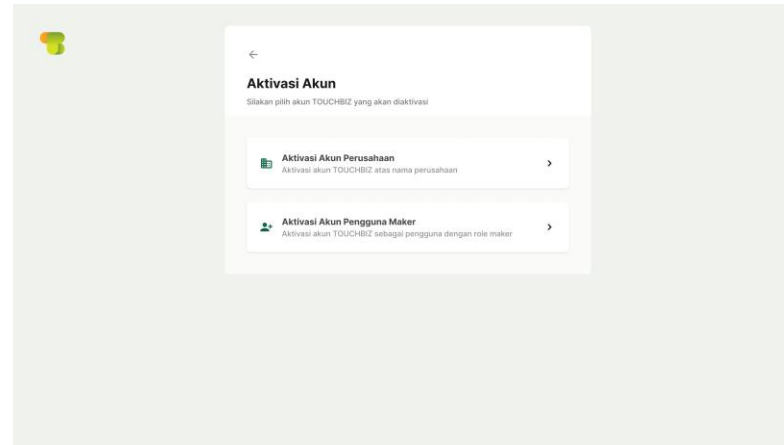 Aktivasi Akun
Silakan pilih akun TOUCHBIZ yang akan diaktivasi
Aktivasi Akun Perusahaan
Aktivasi akun TOUCHBIZ atas nama perusahaan
Aktivasi Akun Pengguna Maker
Aktivasi akun TOUCHBIZ sebagai pengguna dengan role maker